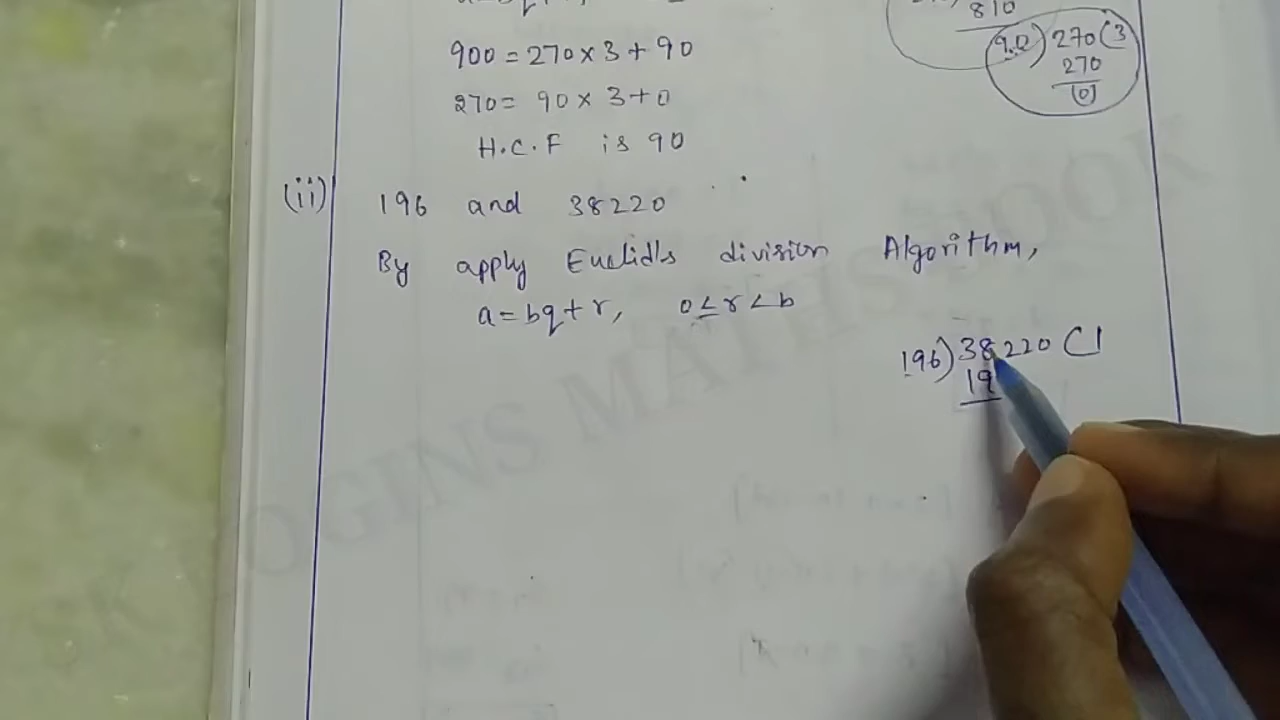 810
900 = 270 × 3 + 90
90) 270 (3
270
270 = 90 × 3 + 0
0
H.C.F is 90
(ii) 196 and 38220
By apply Euclid's division Algorithm,
a = bq + r, 0 ≤ r < b
196) 38220 ( 1
19